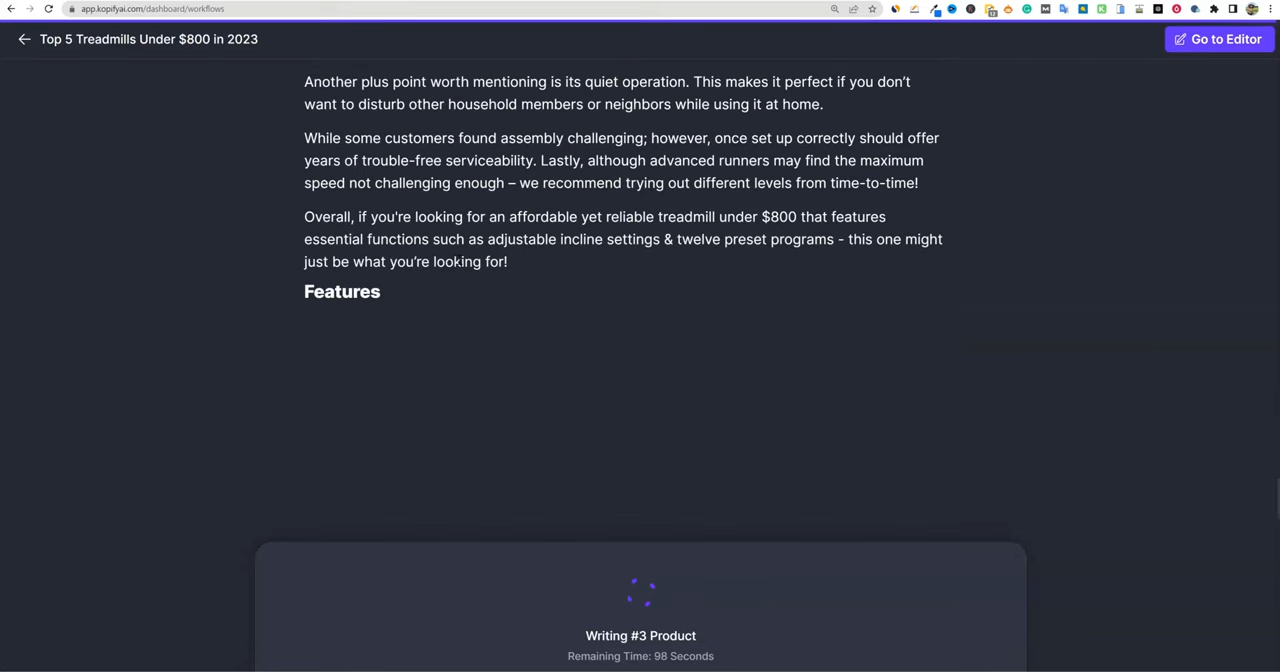 app.kopifyai.com/dashboard/workflows
12
Top 5 Treadmills Under $800 in 2023
Go to Editor
Another plus point worth mentioning is its quiet operation. This makes it perfect if you don’t
want to disturb other household members or neighbors while using it at home.
While some customers found assembly challenging; however, once set up correctly should offer
years of trouble-free serviceability. Lastly, although advanced runners may find the maximum
speed not challenging enough – we recommend trying out different levels from time-to-time!
Overall, if you're looking for an affordable yet reliable treadmill under $800 that features
essential functions such as adjustable incline settings & twelve preset programs - this one might
just be what you’re looking for!
Features
Writing #3 Product
Remaining Time: 98 Seconds